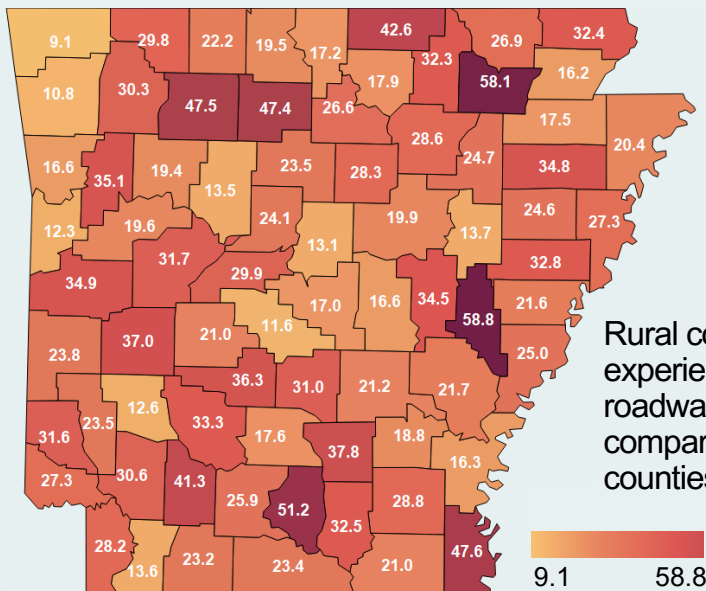 9.1 29.8 22.2 19.5 17.2 42.6 32.3 26.9 32.4
10.8 30.3 47.5 47.4 26.6 17.9 58.1 16.2
16.6 35.1 19.4 13.5 23.5 28.3 28.6 24.7 17.5 20.4
34.8
12.3 19.6 24.1 13.1 19.9 13.7 24.6 27.3
34.9 31.7 29.9 17.0 16.6 34.5 58.8 32.8
21.6
23.8 37.0 21.0 11.6 25.0
36.3 31.0 21.2 21.7
31.6 23.5 12.6 33.3 17.6 37.8 18.8 16.3
27.3 30.6 41.3 25.9 51.2 32.5 28.8
28.2 13.6 23.2 23.4 21.0 47.6
Rural co
experie
roadwa
compar
counties
9.1 58.8